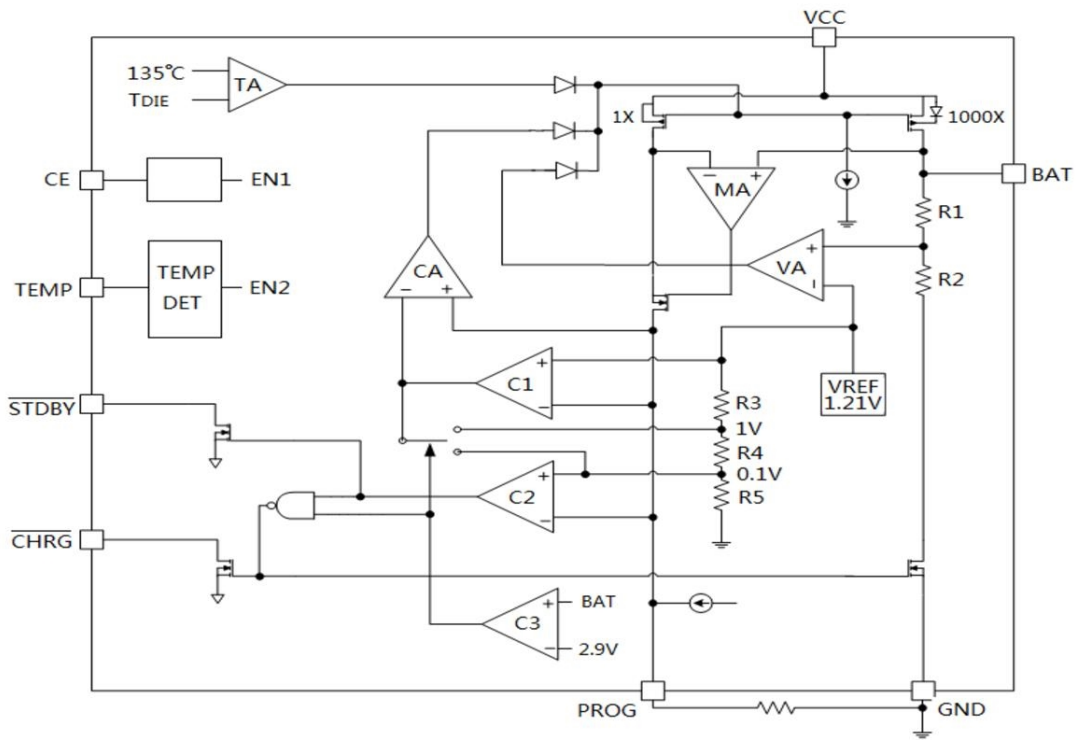 VCC
135°C
TDIE
TA
1X
1000X
CE
EN1
MA
BAT
R1
VA
R2
TEMP
TEMP
DET
EN2
CA
VREF
1.21V
C1
R3
STDBY
1V
R4
0.1V
C2
R5
CHRG
C3
BAT
2.9V
PROG
GND